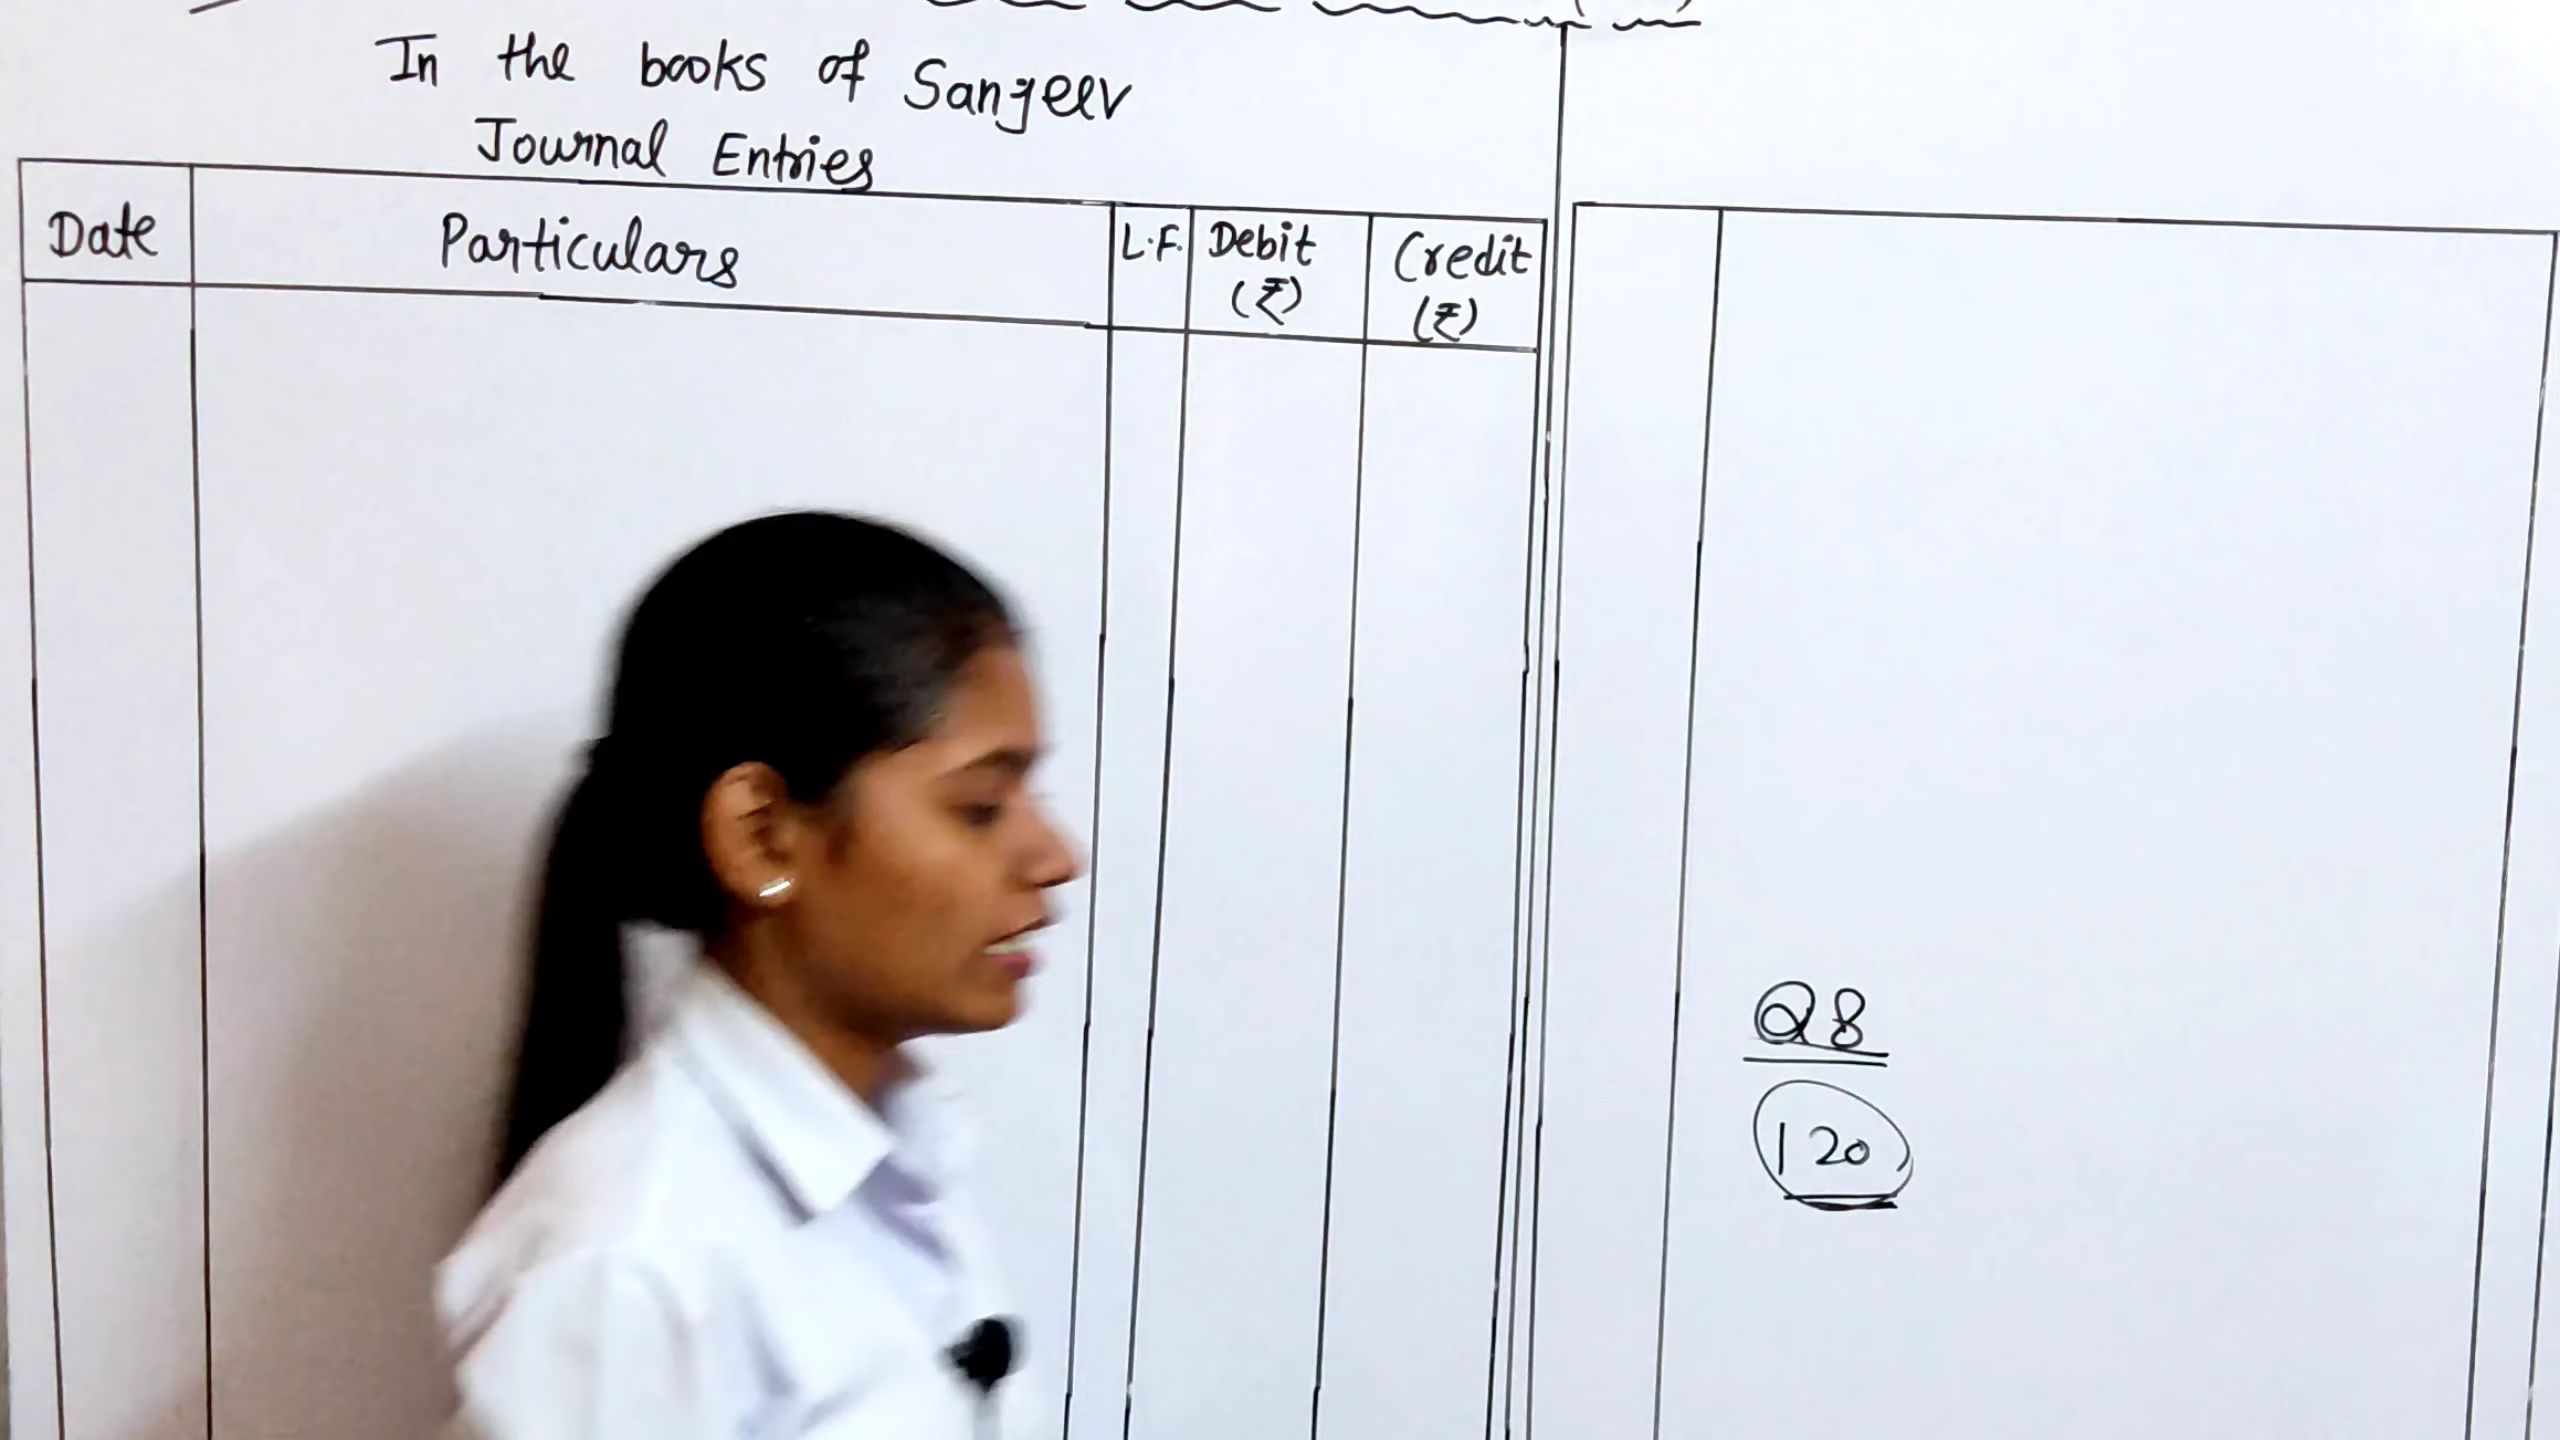 In the books of Sanjeev
Journal Entries
Date Particulars L.F. Debit (₹) Credit (₹)
Q8
120